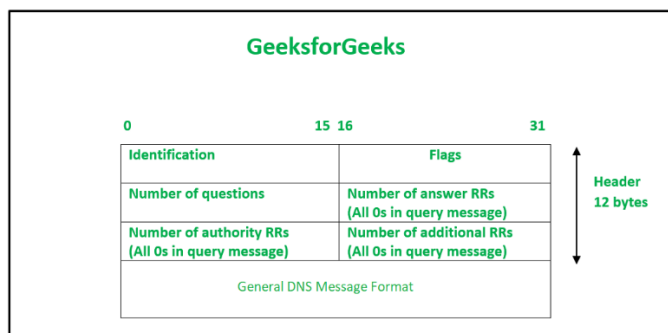 GeeksforGeeks
0 15 16 31
Identification Flags
Header
12 bytes
Number of questions Number of answer RRs
(All 0s in query message)
Number of authority RRs Number of additional RRs
(All 0s in query message) (All 0s in query message)
General DNS Message Format